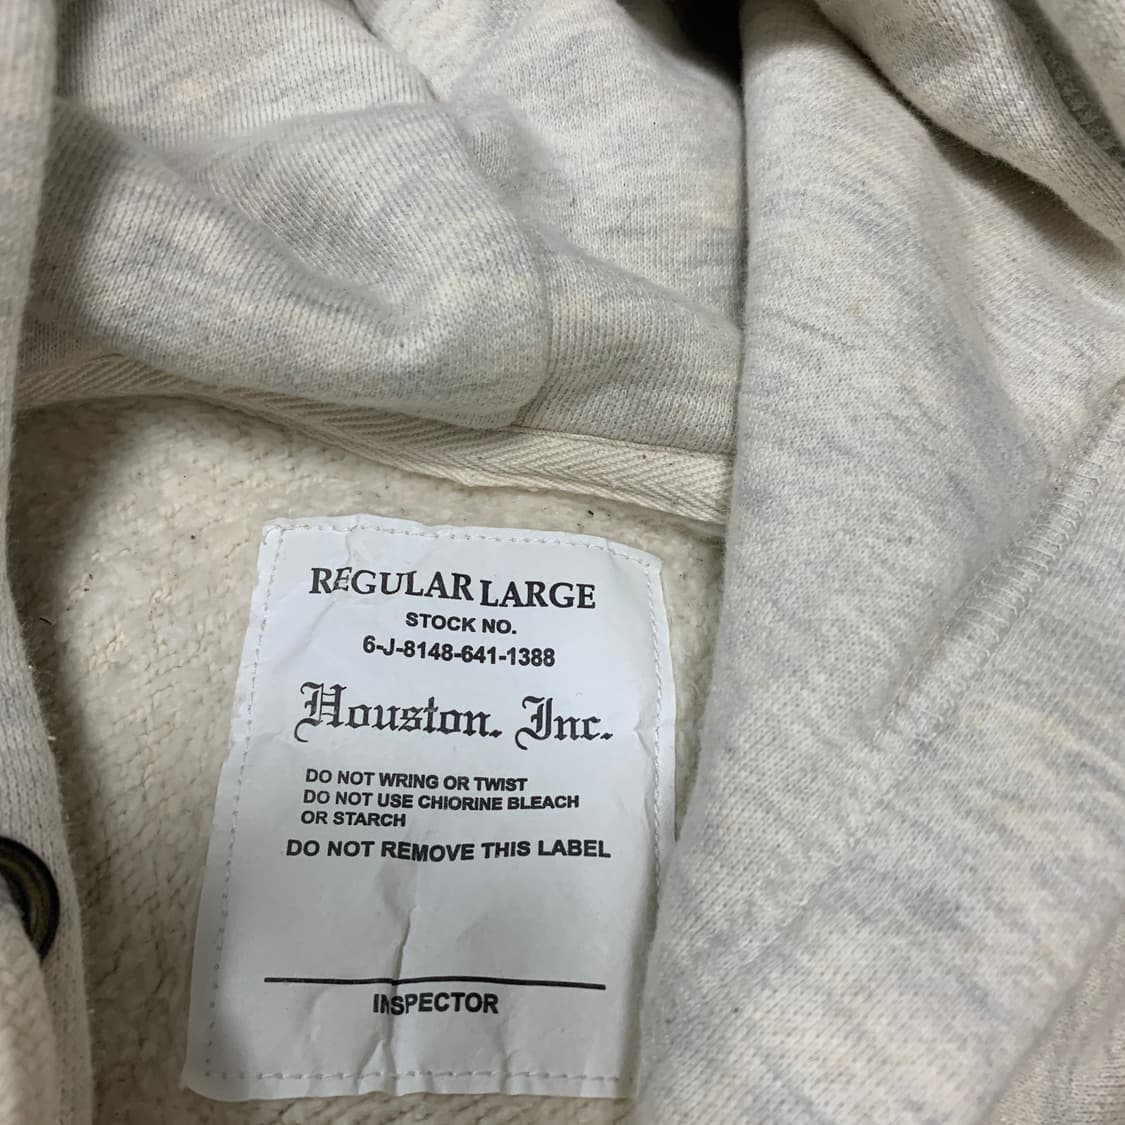 REGULAR LARGE
STOCK NO.
6-J-8148-641-1388
Houston. Inc.
DO NOT WRING OR TWIST
DO NOT USE CHIORINE BLEACH
OR STARCH
DO NOT REMOVE THIS LABEL
INSPECTOR